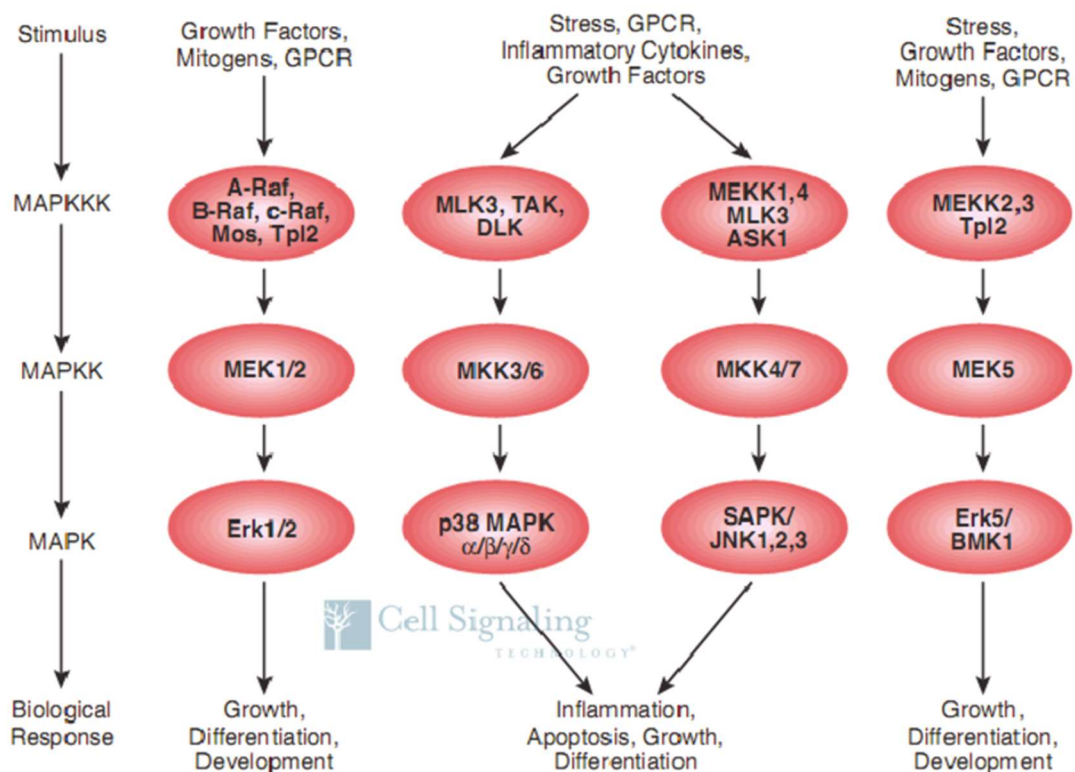 Stimulus
Growth Factors,
Mitogens, GPCR
Stress, GPCR,
Inflammatory Cytokines,
Growth Factors
Stress,
Growth Factors,
Mitogens, GPCR
MAPKKK
A-Raf,
B-Raf, c-Raf,
Mos, Tpl2
MLK3, TAK,
DLK
MEKK1,4
MLK3
ASK1
MEKK2,3
Tpl2
MAPKK
MEK1/2
MKK3/6
MKK4/7
MEK5
MAPK
Erk1/2
p38 MAPK
α/β/γ/δ
SAPK/
JNK1,2,3
Erk5/
BMK1
Cell Signaling
TECHNOLOGY®
Biological
Response
Growth,
Differentiation,
Development
Inflammation,
Apoptosis, Growth,
Differentiation
Growth,
Differentiation,
Development